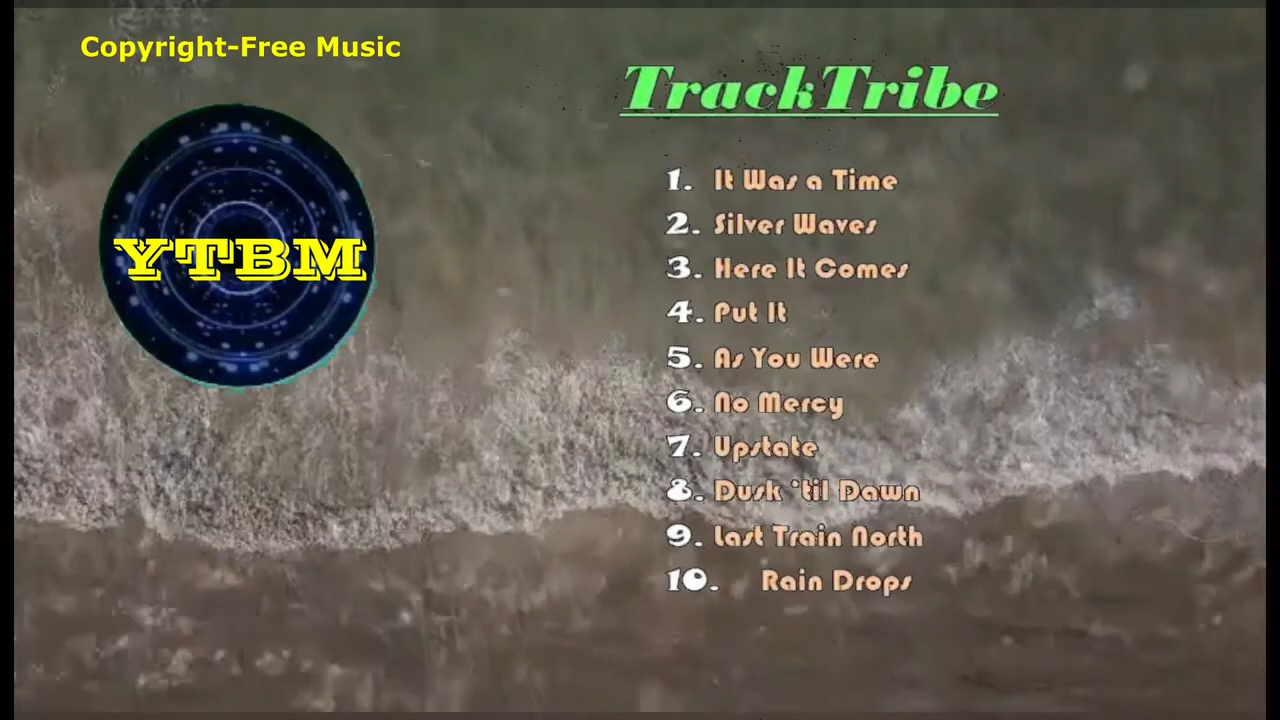 Copyright-Free Music
TrackTribe
YTBM
1. It Was a Time
2. Silver Waves
3. Here It Comes
4. Put It
5. As You Were
6. No Mercy
7. Upstate
8. Dusk 'til Dawn
9. Last Train North
10. Rain Drops